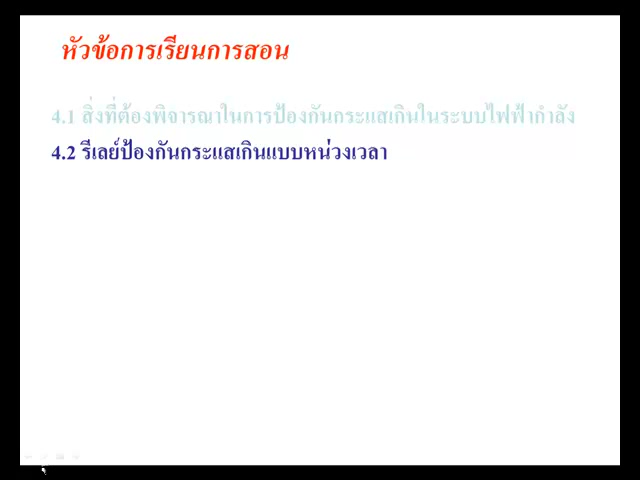 หัวข้อการเรียนการสอน
4.1 สิ่งที่ต้องพิจารณาในการป้องกันกระแสเกินในระบบไฟฟ้ากำลัง
4.2 รีเลย์ป้องกันกระแสเกินแบบหน่วงเวลา